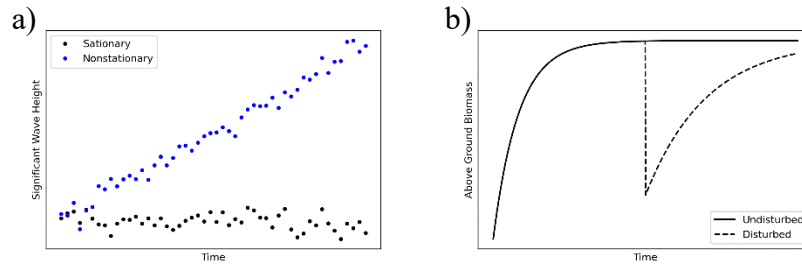 a)
Sationary
Nonstationary
Significant Wave Height
Time
b)
Above Ground Biomass
Undisturbed
Disturbed
Time